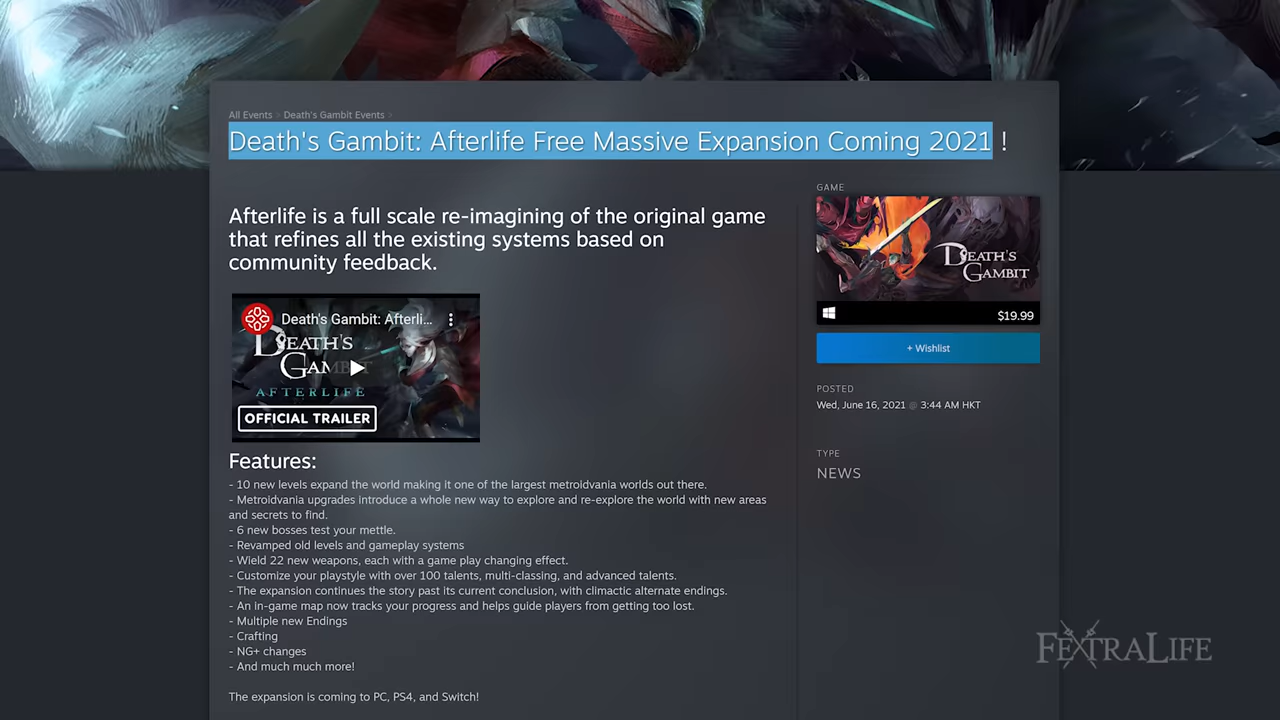 All Events > Death's Gambit Events >
Death's Gambit: Afterlife Free Massive Expansion Coming 2021 !
Afterlife is a full scale re-imagining of the original game
that refines all the existing systems based on
community feedback.
Death's Gambit: Afterli...
DEATH'S
GAMBIT
AFTERLIFE
OFFICIAL TRAILER
Features:
- 10 new levels expand the world making it one of the largest metroidvania worlds out there.
- Metroidvania upgrades introduce a whole new way to explore and re-explore the world with new areas
and secrets to find.
- 6 new bosses test your mettle.
- Revamped old levels and gameplay systems
- Wield 22 new weapons, each with a game play changing effect.
- Customize your playstyle with over 100 talents, multi-classing, and advanced talents.
- The expansion continues the story past its current conclusion, with climactic alternate endings.
- An in-game map now tracks your progress and helps guide players from getting too lost.
- Multiple new Endings
- Crafting
- NG+ changes
- And much much more!
The expansion is coming to PC, PS4, and Switch!
GAME
DEATH'S
GAMBIT
$19.99
+ Wishlist
POSTED
Wed, June 16, 2021 @ 3:44 AM HKT
TYPE
NEWS
FEXTRALIFE